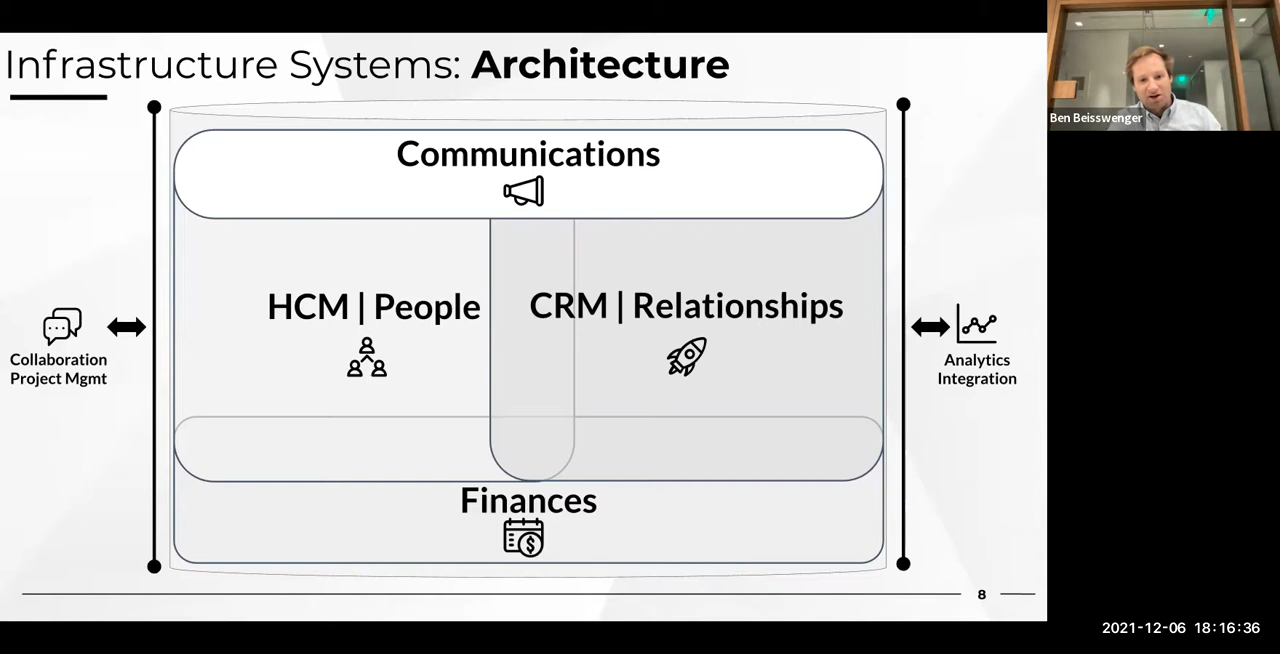 Infrastructure Systems: Architecture
Ben Beisswenger
Communications
HCM | People
CRM | Relationships
Collaboration
Project Mgmt
Analytics
Integration
Finances
$
8
2021-12-06 18:16:36